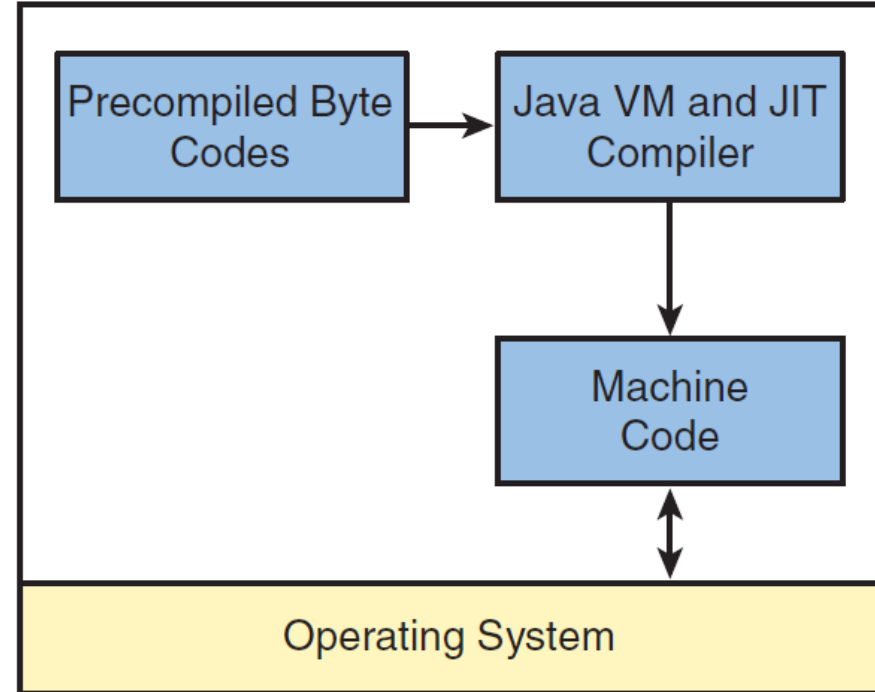 Precompiled Byte
Codes
Java VM and JIT
Compiler
Machine
Code
Operating System